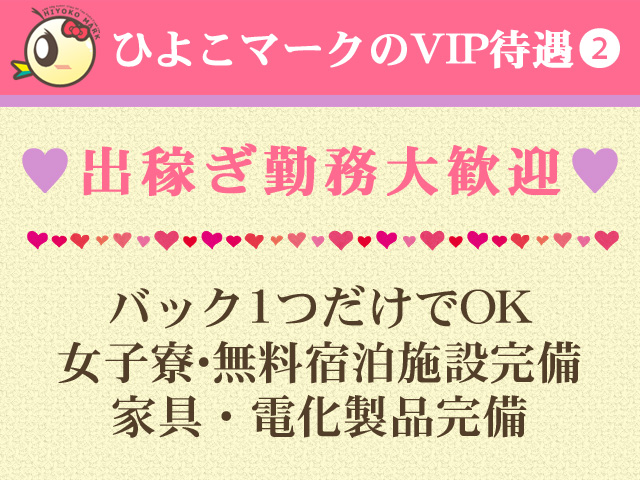 HIYOKO MARK
ひよこマークのVIP待遇❷
出稼ぎ勤務大歓迎
バック1つだけでOK
女子寮・無料宿泊施設完備
家具・電化製品完備